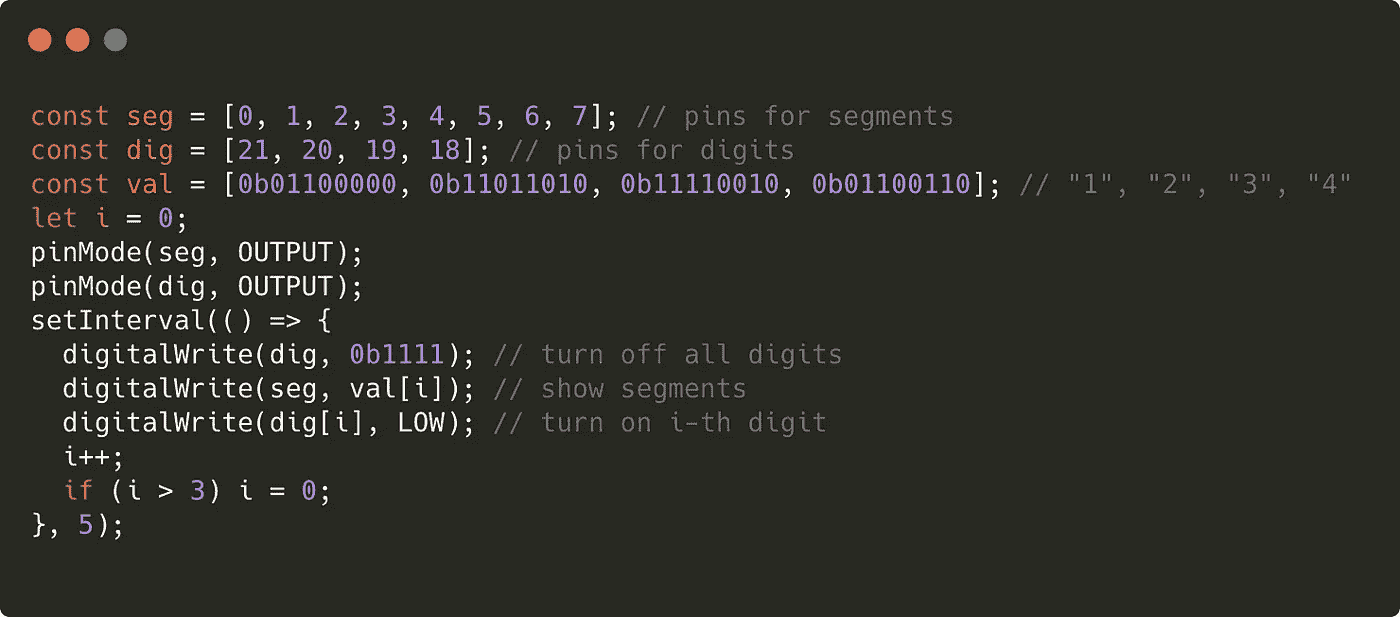 const seg = [0, 1, 2, 3, 4, 5, 6, 7]; // pins for segments
const dig = [21, 20, 19, 18]; // pins for digits
const val = [0b01100000, 0b11011010, 0b11110010, 0b01100110]; // "1", "2", "3", "4"
let i = 0;
pinMode(seg, OUTPUT);
pinMode(dig, OUTPUT);
setInterval(() => {
  digitalWrite(dig, 0b1111); // turn off all digits
  digitalWrite(seg, val[i]); // show segments
  digitalWrite(dig[i], LOW); // turn on i-th digit
  i++;
  if (i > 3) i = 0;
}, 5);